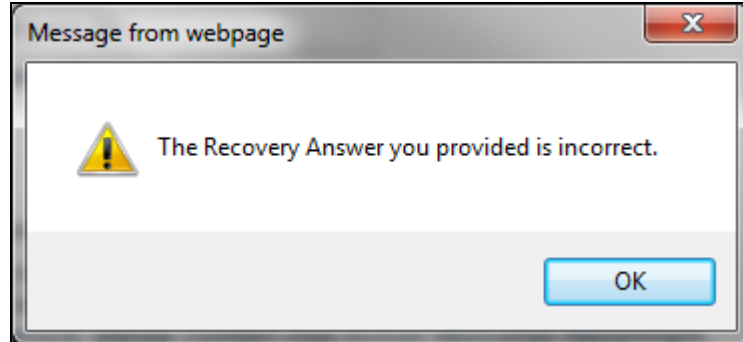 Message from webpage
The Recovery Answer you provided is incorrect.
OK